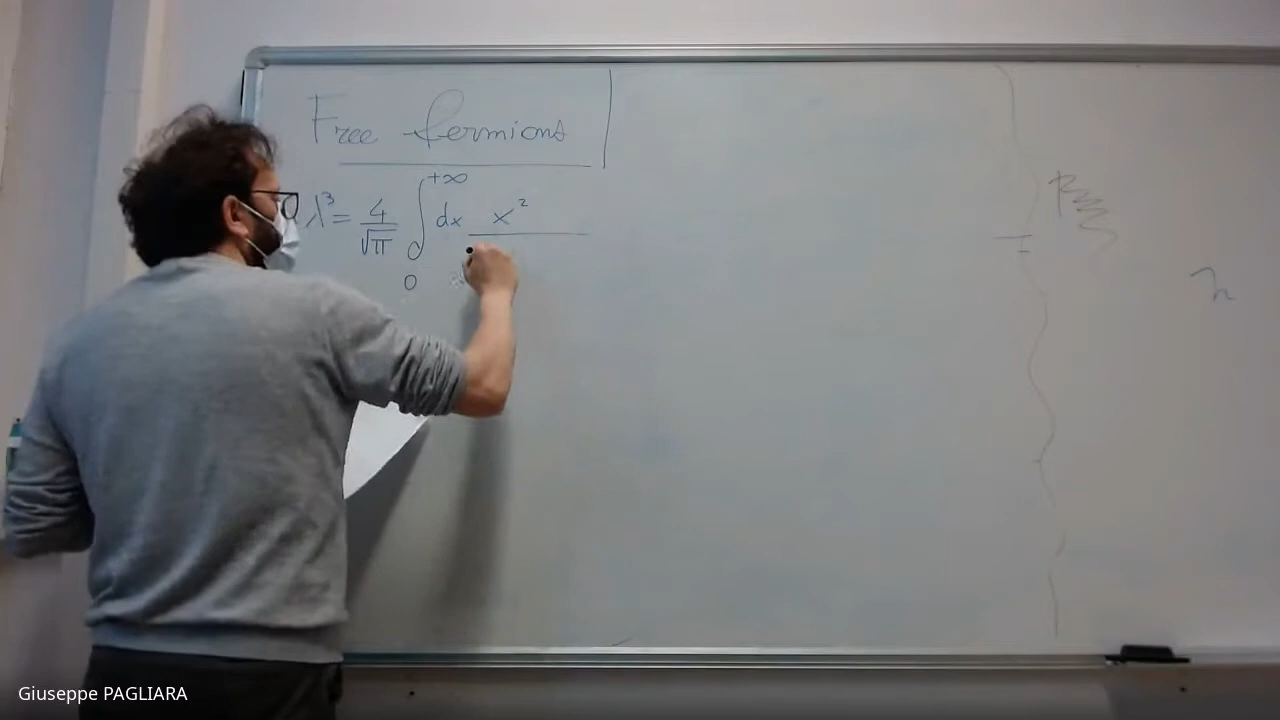 Free fermions
λ³ = 4/√π ∫₀^{+∞} dx x²
Giuseppe PAGLIARA